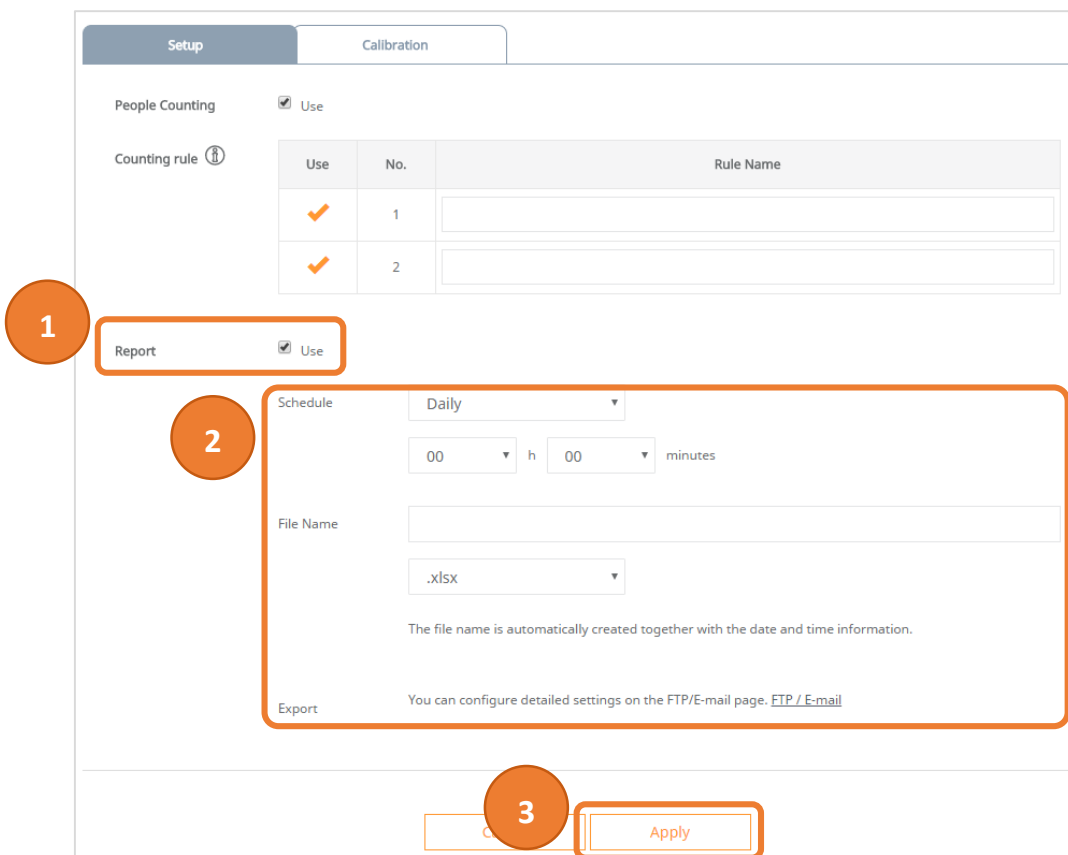 Setup Calibration
People Counting Use
Counting rule
Use No. Rule Name
1
2
1
Report Use
2
Schedule Daily
00 h 00 minutes
File Name
.xlsx
The file name is automatically created together with the date and time information.
Export You can configure detailed settings on the FTP/E-mail page. FTP / E-mail
3
Apply